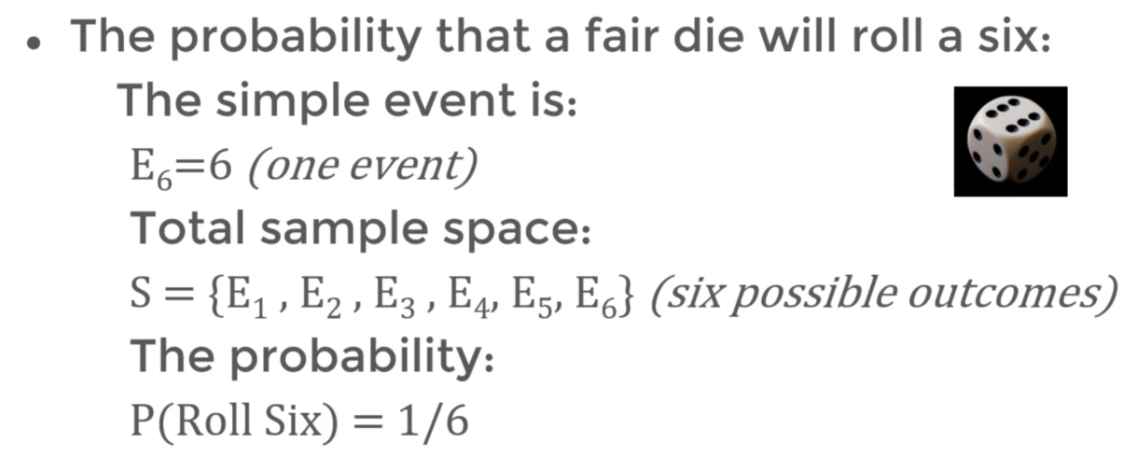 • The probability that a fair die will roll a six:
The simple event is:
E₆=6 (one event)
Total sample space:
S = {E₁ , E₂ , E₃ , E₄, E₅, E₆} (six possible outcomes)
The probability:
P(Roll Six) = 1/6